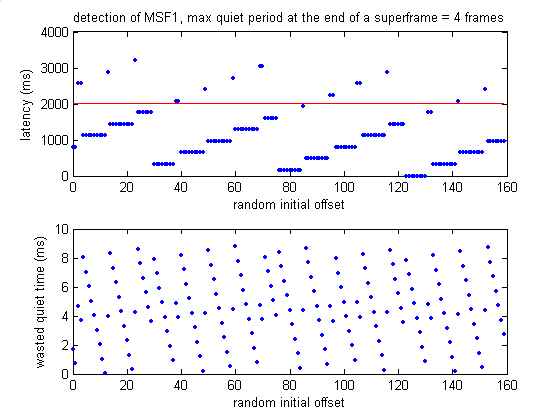 detection of MSF1, max quiet period at the end of a superframe = 4 frames
4000
3000
2000
1000
0
latency (ms)
0 20 40 60 80 100 120 140 160
random initial offset
10
8
6
4
2
0
wasted quiet time (ms)
0 20 40 60 80 100 120 140 160
random initial offset